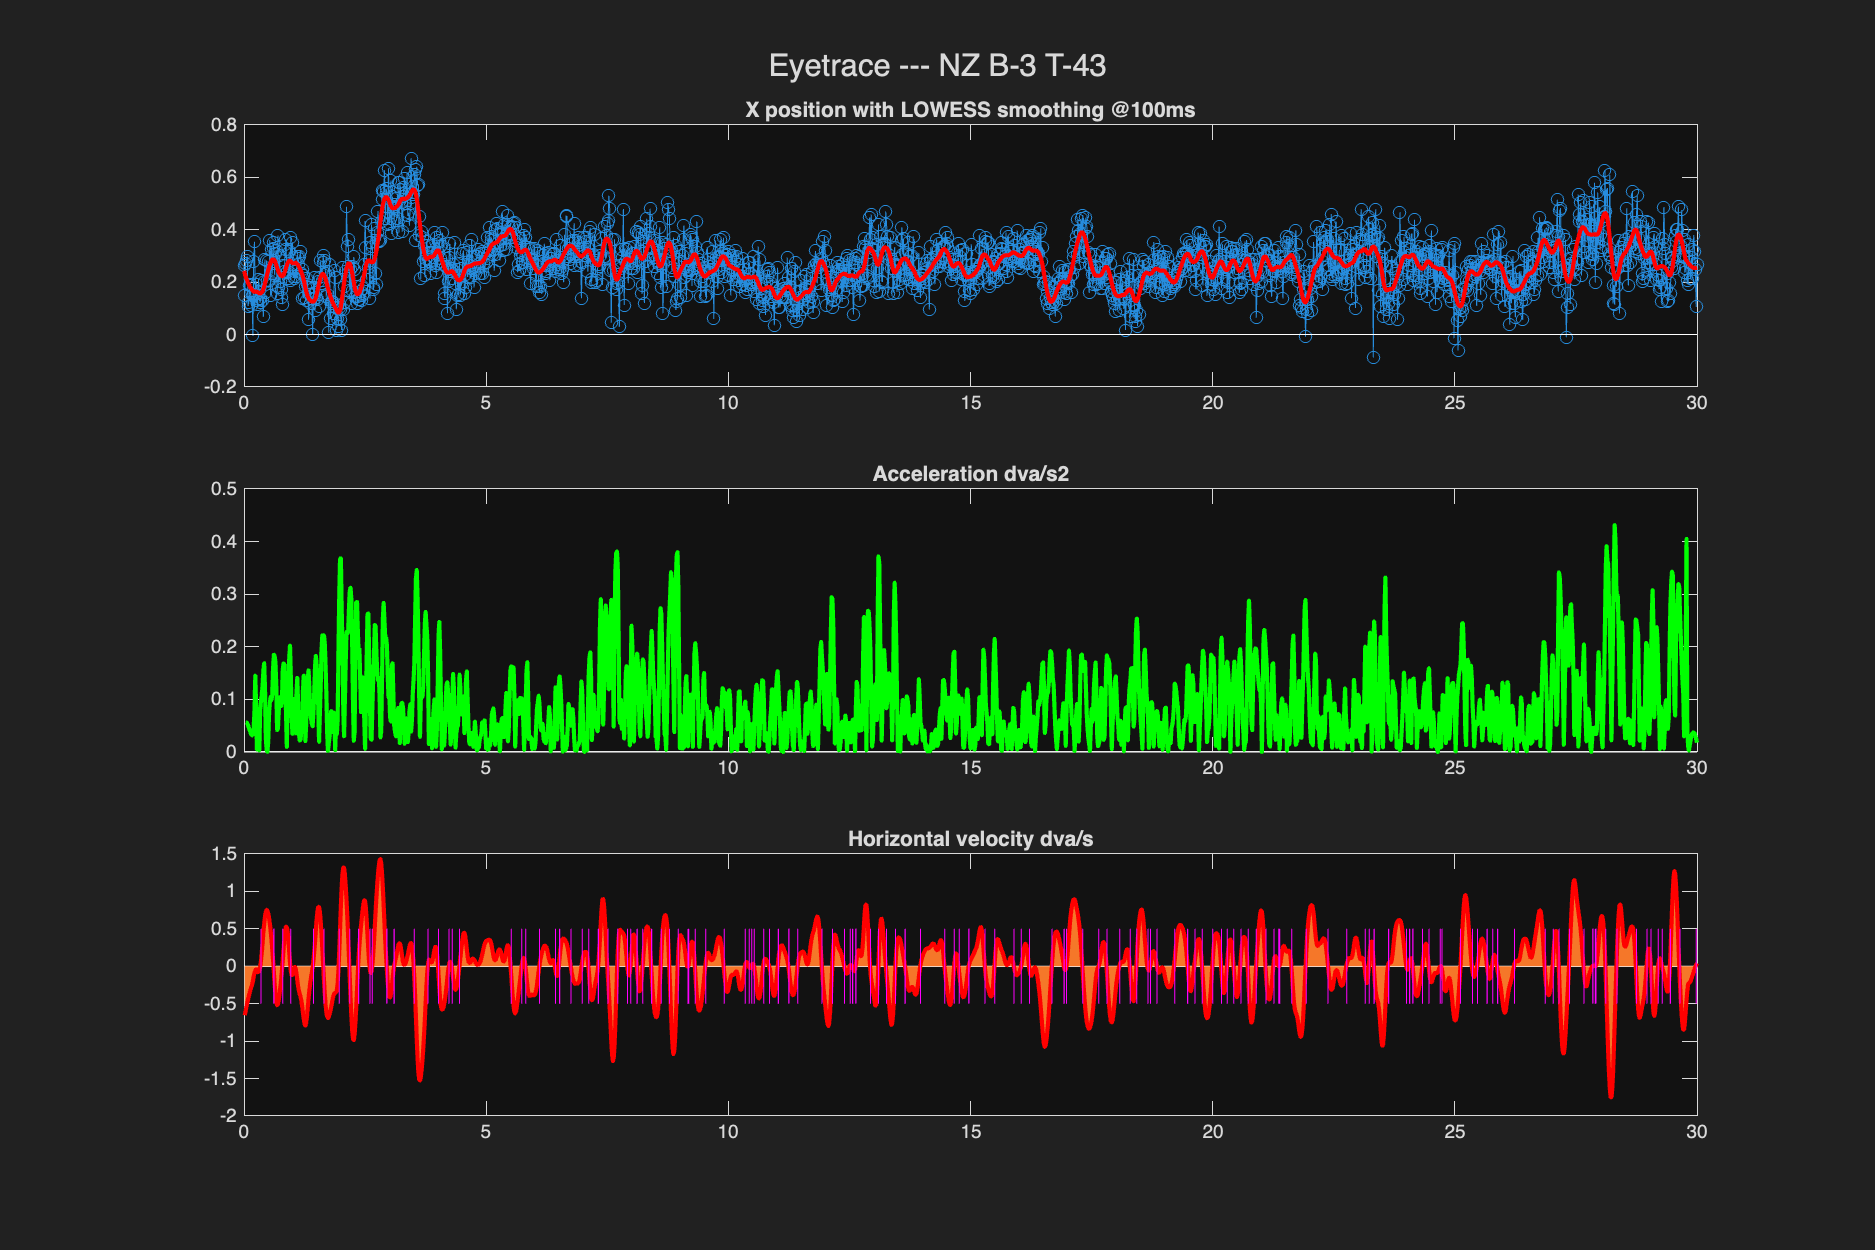 Eyetrace --- NZ B-3 T-43
X position with LOWESS smoothing @100ms
0.8
0.6
0.4
0.2
0
-0.2
0 5 10 15 20 25 30
Acceleration dva/s2
0.5
0.4
0.3
0.2
0.1
0
0 5 10 15 20 25 30
Horizontal velocity dva/s
1.5
1
0.5
0
-0.5
-1
-1.5
-2
0 5 10 15 20 25 30